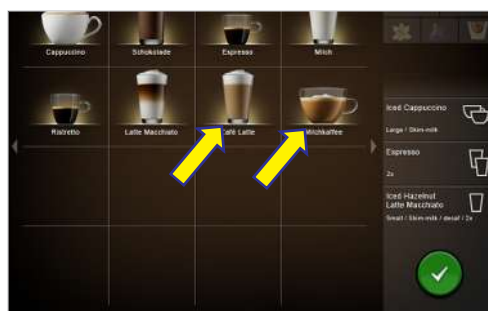 Cappuccino
Schokolade
Espresso
Milch
Ristretto
Latte Macchiato
Café Latte
Milchkaffee
Iced Cappuccino
Large / Skim milk
Espresso
2x
Iced Hazelnut
Latte Macchiato
Small / Skim milk / decaf / 2x